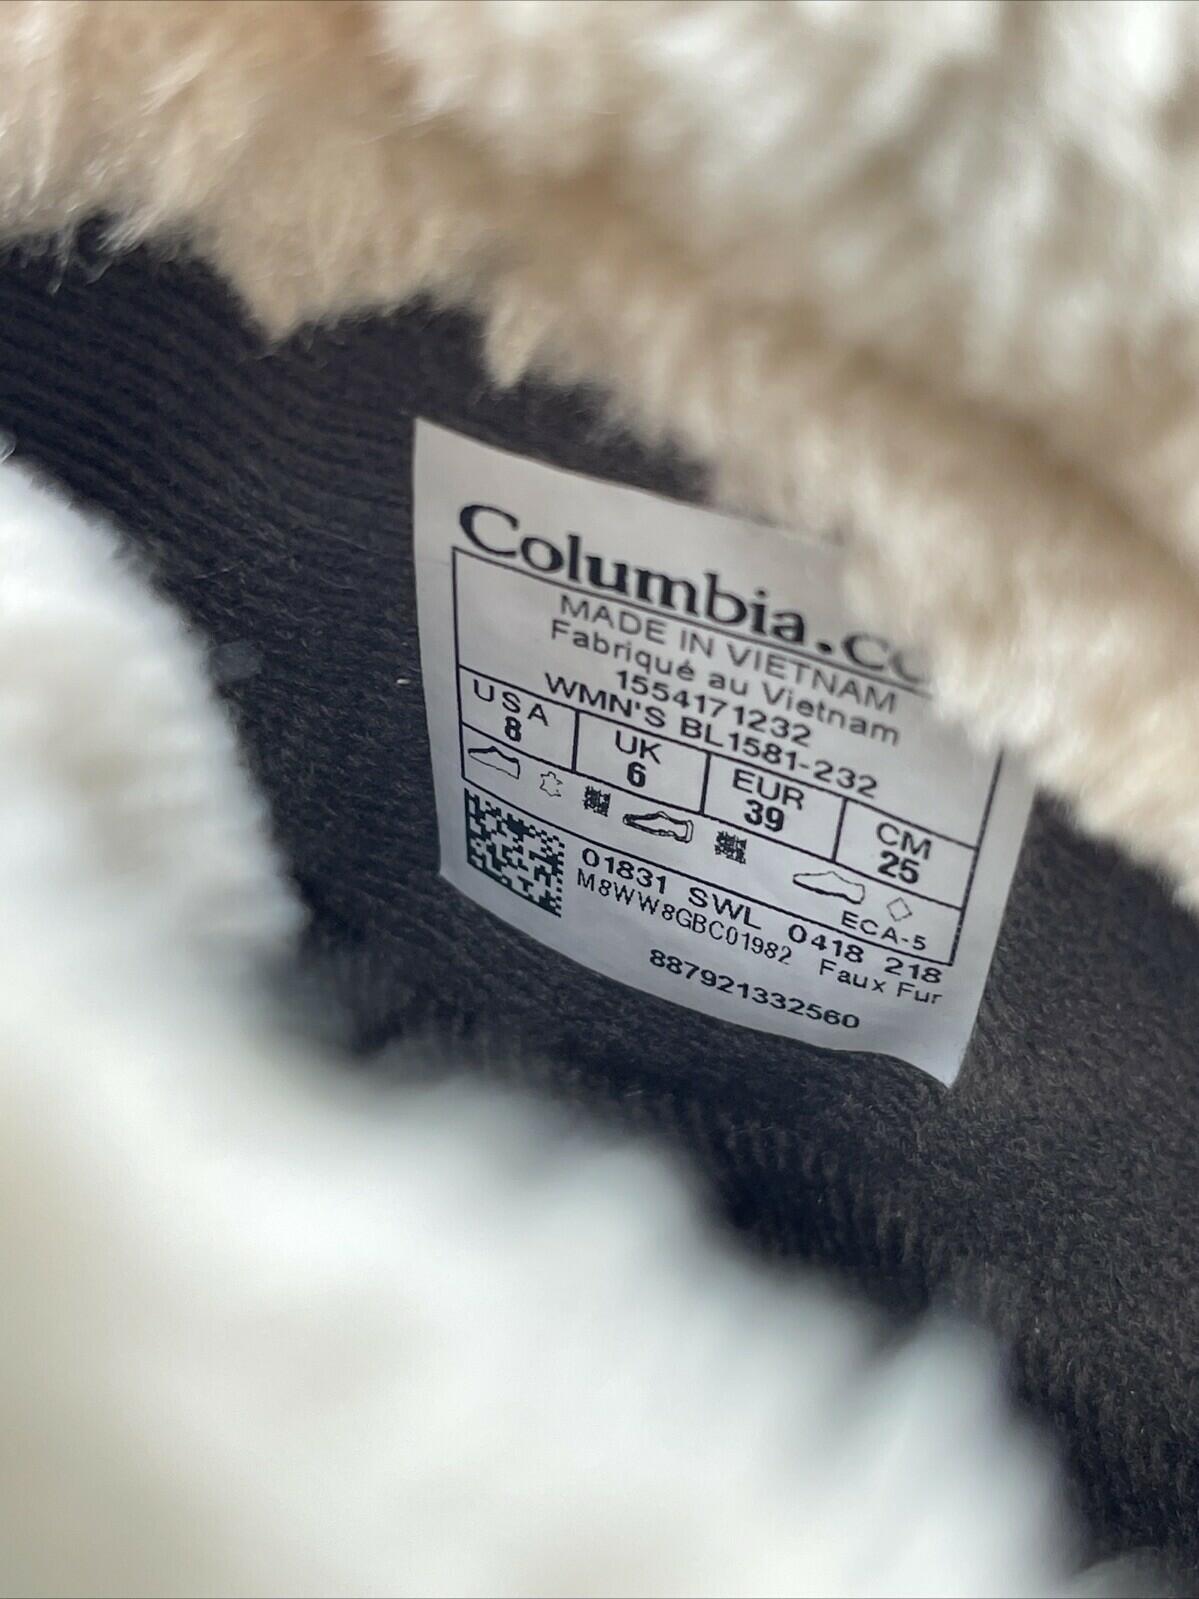 Columbia.co
MADE IN VIETNAM
Fabriqué au Vietnam
1554171232
WMN'S BL1581-232
USA 8 UK 6 EUR 39 CM 25
ECA-5
01831 SWL 0418 218
M8WW8GBC01982 Faux Fur
887921332560